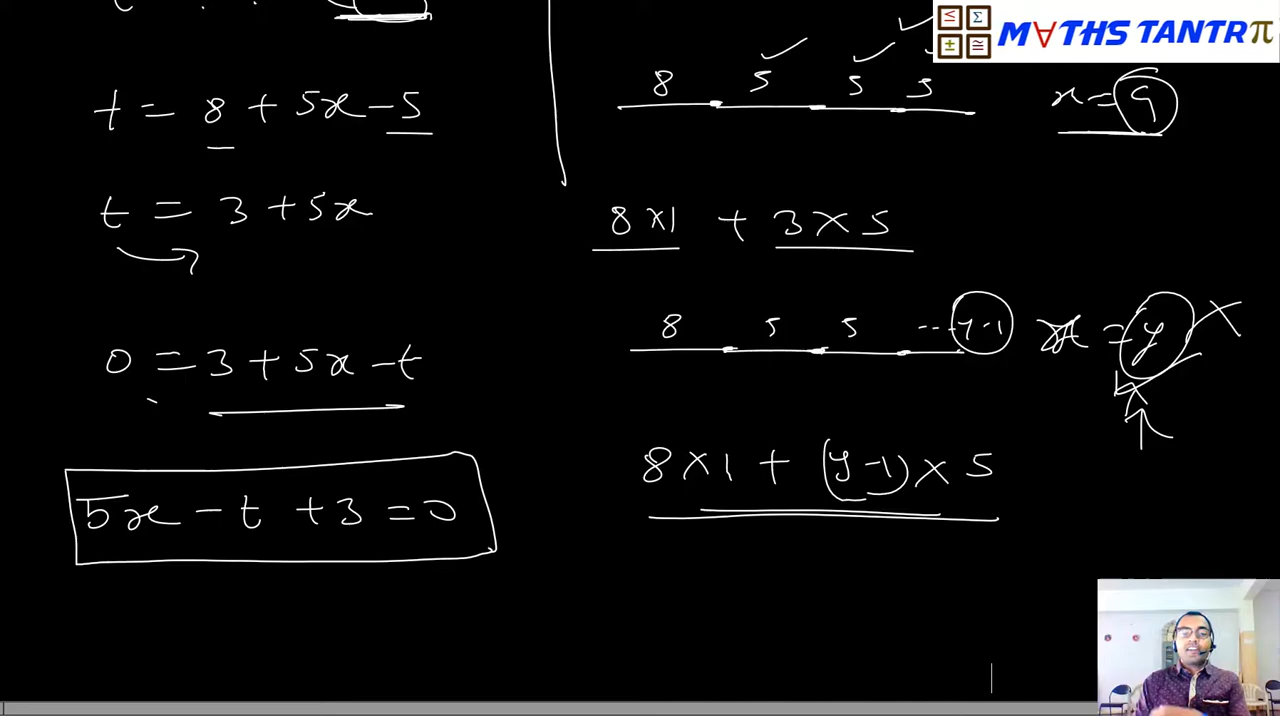 MATHS TANTRπ
≤ Σ
± ≅
t = 8 + 5x - 5
t = 3 + 5x
0 = 3 + 5x - t
5x - t + 3 = 0
8 5 5 5
x = 9
8 × 1 + 3 × 5
8 5 5 ... y-1
= y
8 × 1 + (y - 1) × 5